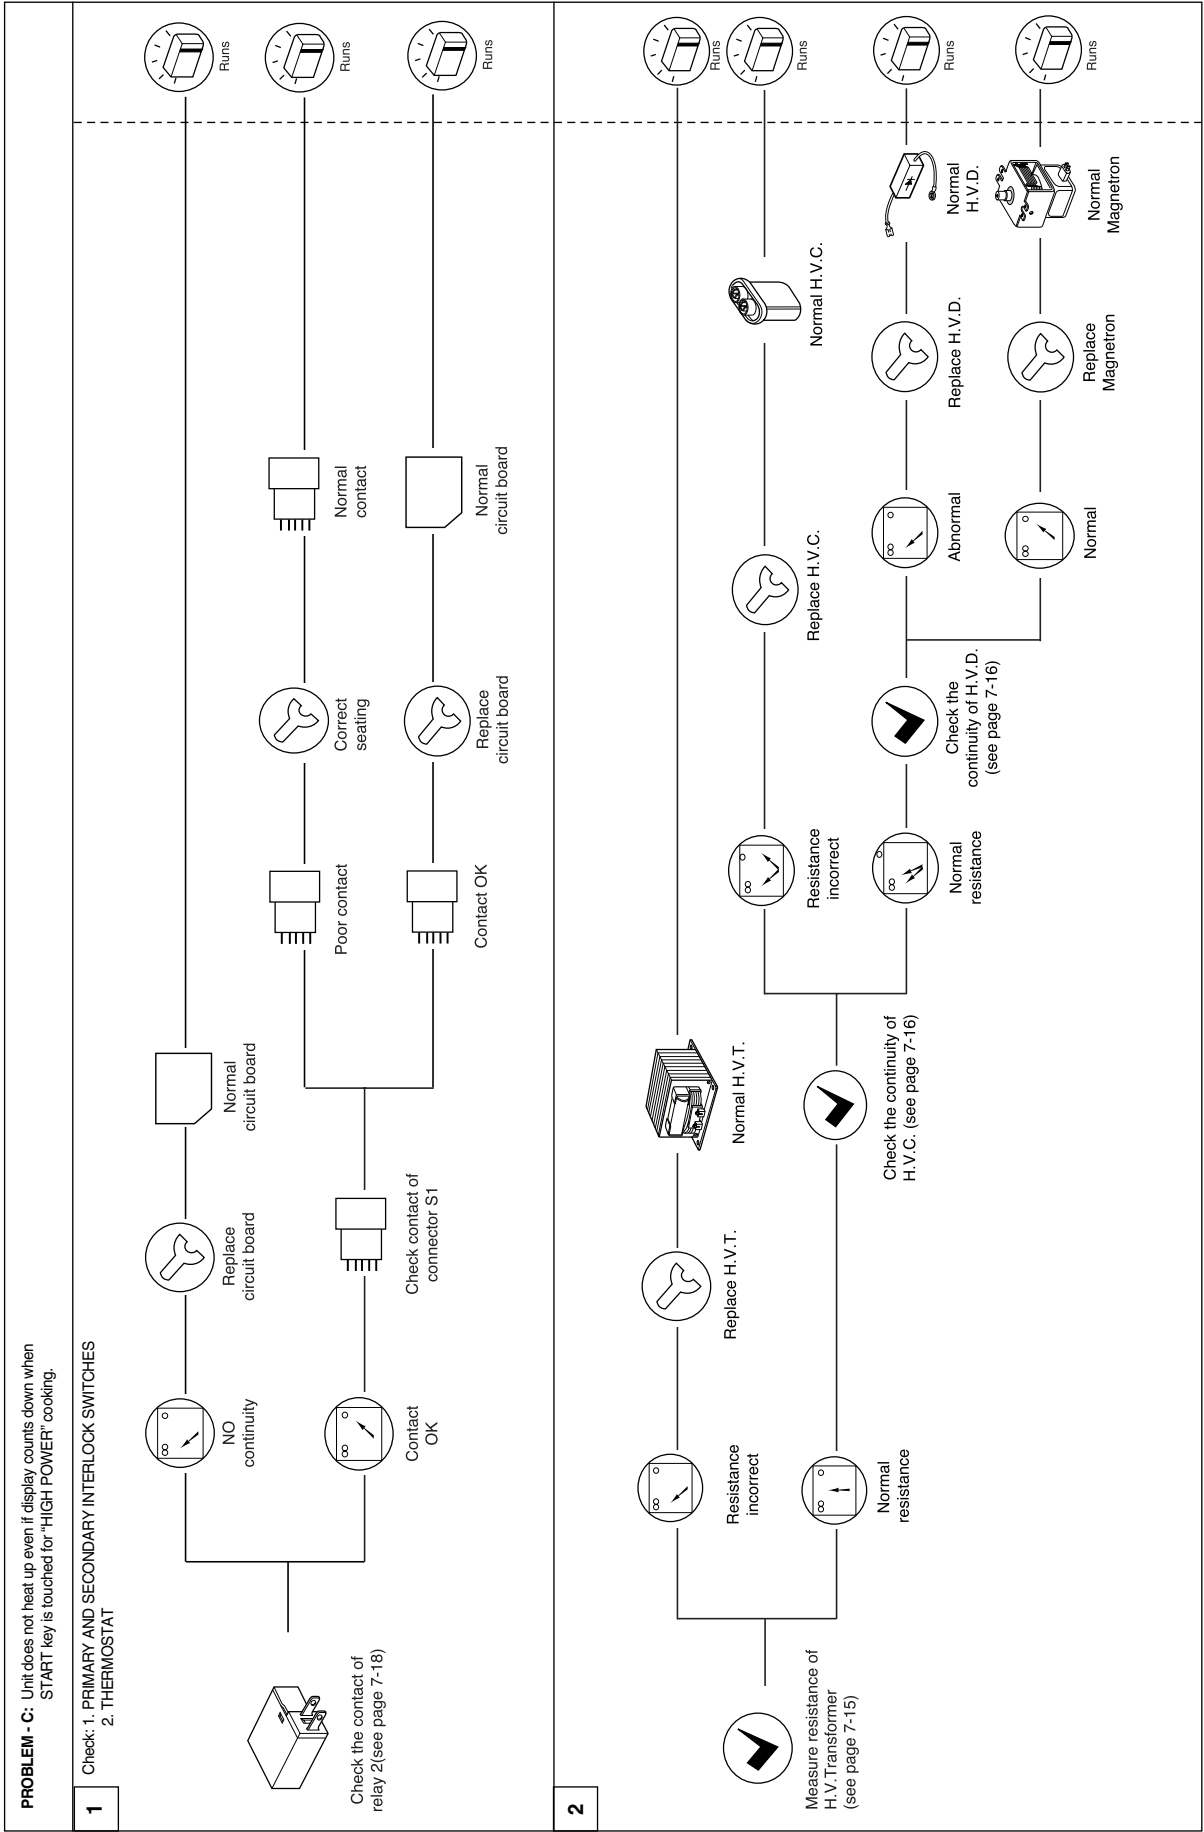 PROBLEM - C: Unit does not heat up even if display counts down when
START key is touched for "HIGH POWER" cooking.
1
Check: 1. PRIMARY AND SECONDARY INTERLOCK SWITCHES
2. THERMOSTAT
Check the contact of
relay 2(see page 7-18)
NO
continuity
Replace
circuit board
Normal
circuit board
Runs
Contact
OK
Check contact of
connector S1
Poor contact
Correct
seating
Normal
contact
Runs
Contact OK
Replace
circuit board
Normal
circuit board
Runs
2
Measure resistance of
H.V.Transformer
(see page 7-15)
Resistance
incorrect
Replace H.V.T.
Normal H.V.T.
Runs
Normal
resistance
Check the continuity of
H.V.C. (see page 7-16)
Resistance
incorrect
Replace H.V.C.
Normal H.V.C.
Runs
Normal
resistance
Check the
continuity of H.V.D.
(see page 7-16)
Abnormal
Replace H.V.D.
Normal
H.V.D.
Runs
Normal
Replace
Magnetron
Normal
Magnetron
Runs